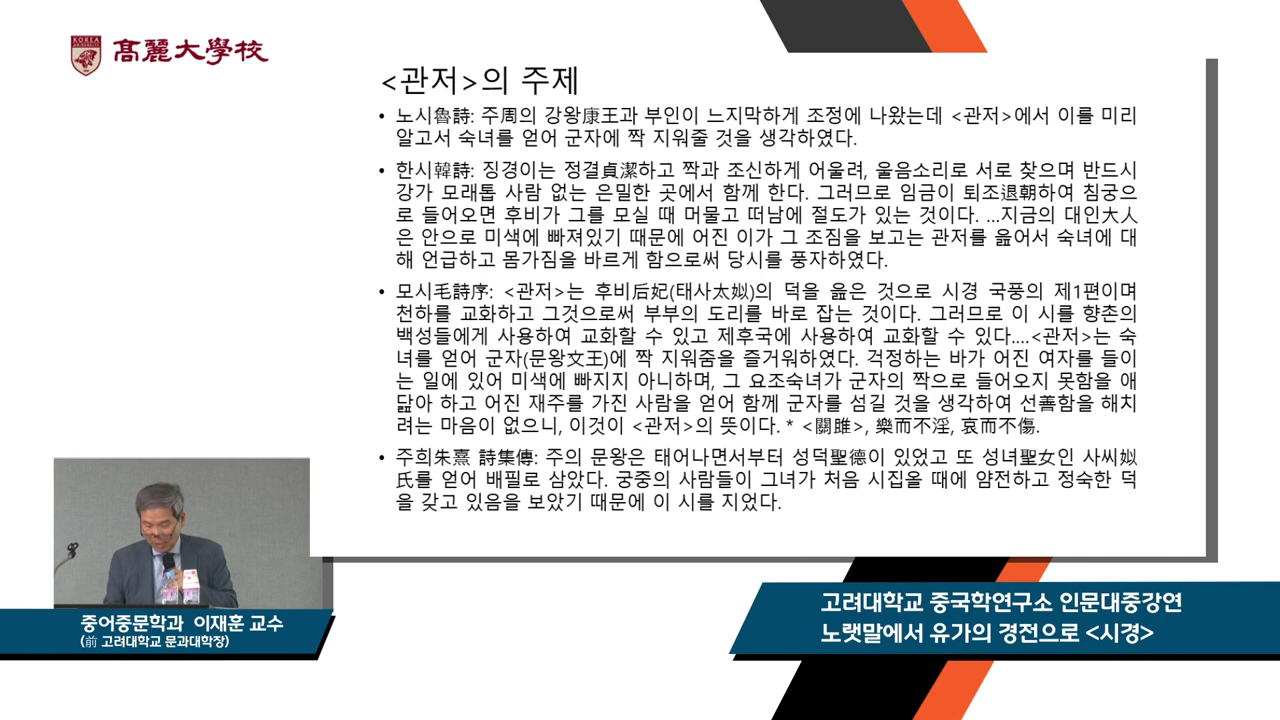 KOREA
高麗大學校
<관저>의 주제
• 노시魯詩: 주周의 강왕康王과 부인이 느지막하게 조정에 나왔는데 <관저>에서 이를 미리
알고서 숙녀를 얻어 군자에 짝 지워줄 것을 생각하였다.
• 한시韓詩: 징경이는 정결貞潔하고 짝과 조신하게 어울려, 울음소리로 서로 찾으며 반드시
강가 모래톱 사람 없는 은밀한 곳에서 함께 한다. 그러므로 임금이 퇴조退朝하여 침궁으
로 들어오면 후비가 그를 모실 때 머물고 떠남에 절도가 있는 것이다. ...지금의 대인大人
은 안으로 미색에 빠져있기 때문에 어진 이가 그 조짐을 보고는 관저를 읊어서 숙녀에 대
해 언급하고 몸가짐을 바르게 함으로써 당시를 풍자하였다.
• 모시毛詩序: <관저>는 후비后妃(태사太姒)의 덕을 읊은 것으로 시경 국풍의 제1편이며
천하를 교화하고 그것으로써 부부의 도리를 바로 잡는 것이다. 그러므로 이 시를 향촌의
백성들에게 사용하여 교화할 수 있고 제후국에 사용하여 교화할 수 있다....<관저>는 숙
녀를 얻어 군자(문왕文王)에 짝 지워줌을 즐거워하였다. 걱정하는 바가 어진 여자를 들이
는 일에 있어 미색에 빠지지 아니하며, 그 요조숙녀가 군자의 짝으로 들어오지 못함을 애
닯아 하고 어진 재주를 가진 사람을 얻어 함께 군자를 섬길 것을 생각하여 선善함을 해치
려는 마음이 없으니, 이것이 <관저>의 뜻이다. * <關雎>, 樂而不淫, 哀而不傷.
• 주희朱熹 詩集傳: 주의 문왕은 태어나면서부터 성덕聖德이 있었고 또 성녀聖女인 사씨姒
氏를 얻어 배필로 삼았다. 궁중의 사람들이 그녀가 처음 시집올 때에 얌전하고 정숙한 덕
을 갖고 있음을 보았기 때문에 이 시를 지었다.
중어중문학과 이재훈 교수
(前 고려대학교 문과대학장)
고려대학교 중국학연구소 인문대중강연
노랫말에서 유가의 경전으로 <시경>